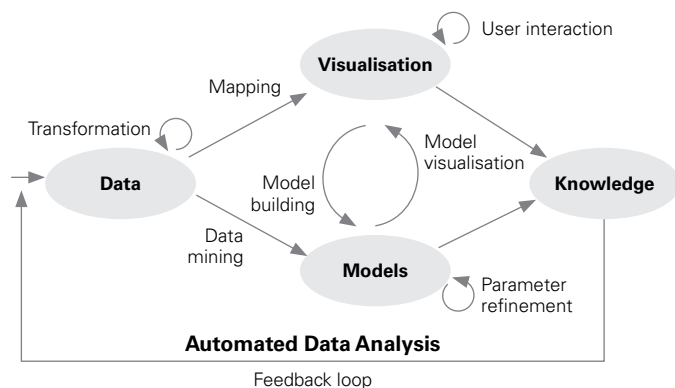 User interaction
Visualisation
Mapping
Transformation
Model
visualisation
Data
Model
building
Knowledge
Data
mining
Models
Parameter
refinement
Automated Data Analysis
Feedback loop